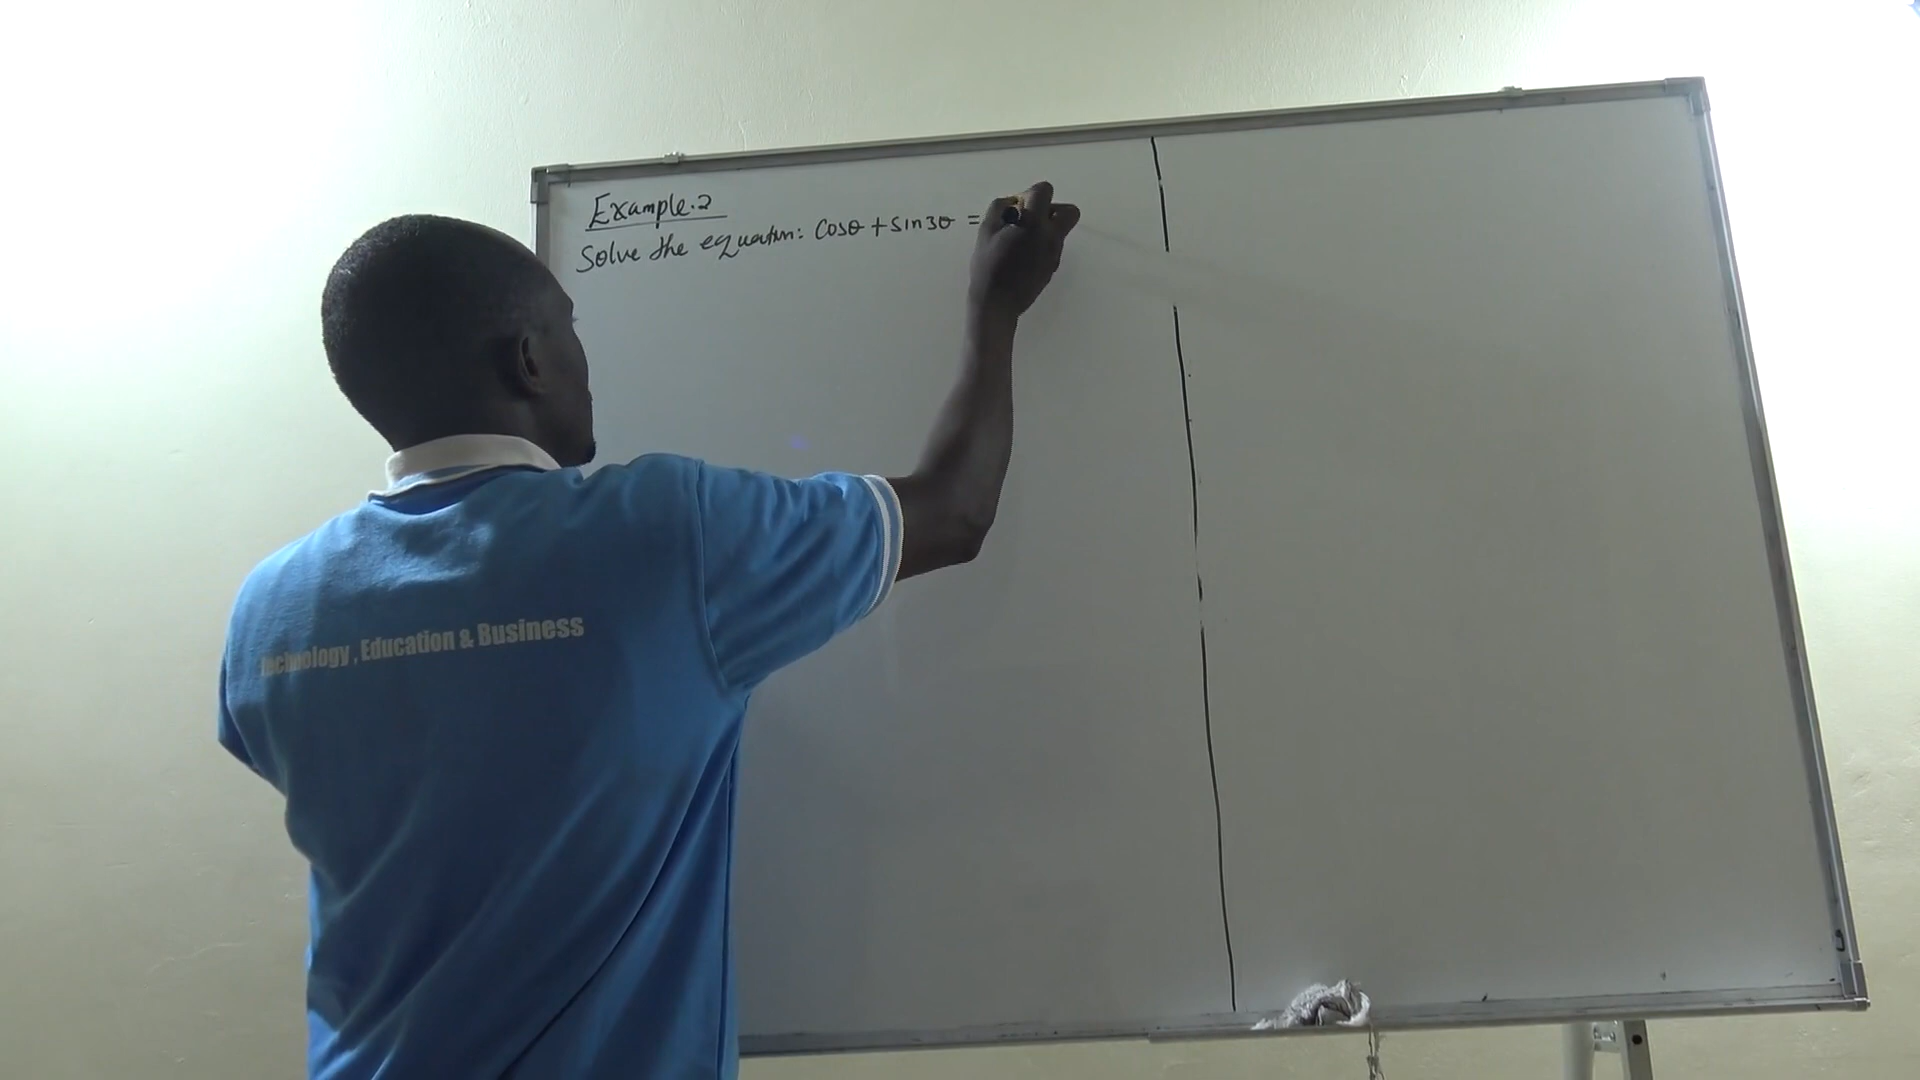 Example.2
Solve the equation: Cosθ + Sin3θ =
Technology , Education & Business